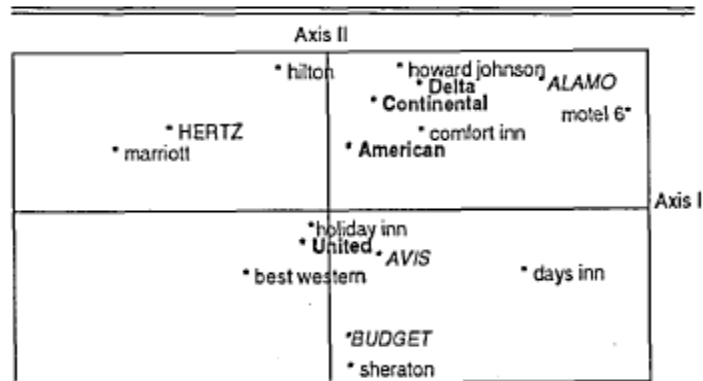 Axis II
hilton
howard johnson
ALAMO
Delta
Continental
motel 6
HERTZ
comfort inn
marriott
American
Axis I
holiday inn
United
AVIS
best western
days inn
BUDGET
sheraton